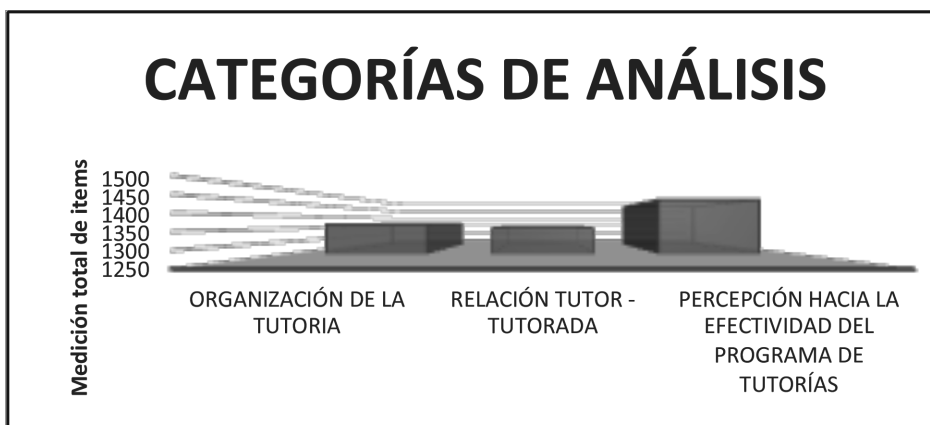 CATEGORÍAS DE ANÁLISIS
Medición total de items
1500
1450
1400
1350
1300
1250
ORGANIZACIÓN DE LA
TUTORIA
RELACIÓN TUTOR -
TUTORADA
PERCEPCIÓN HACIA LA
EFECTIVIDAD DEL
PROGRAMA DE
TUTORÍAS